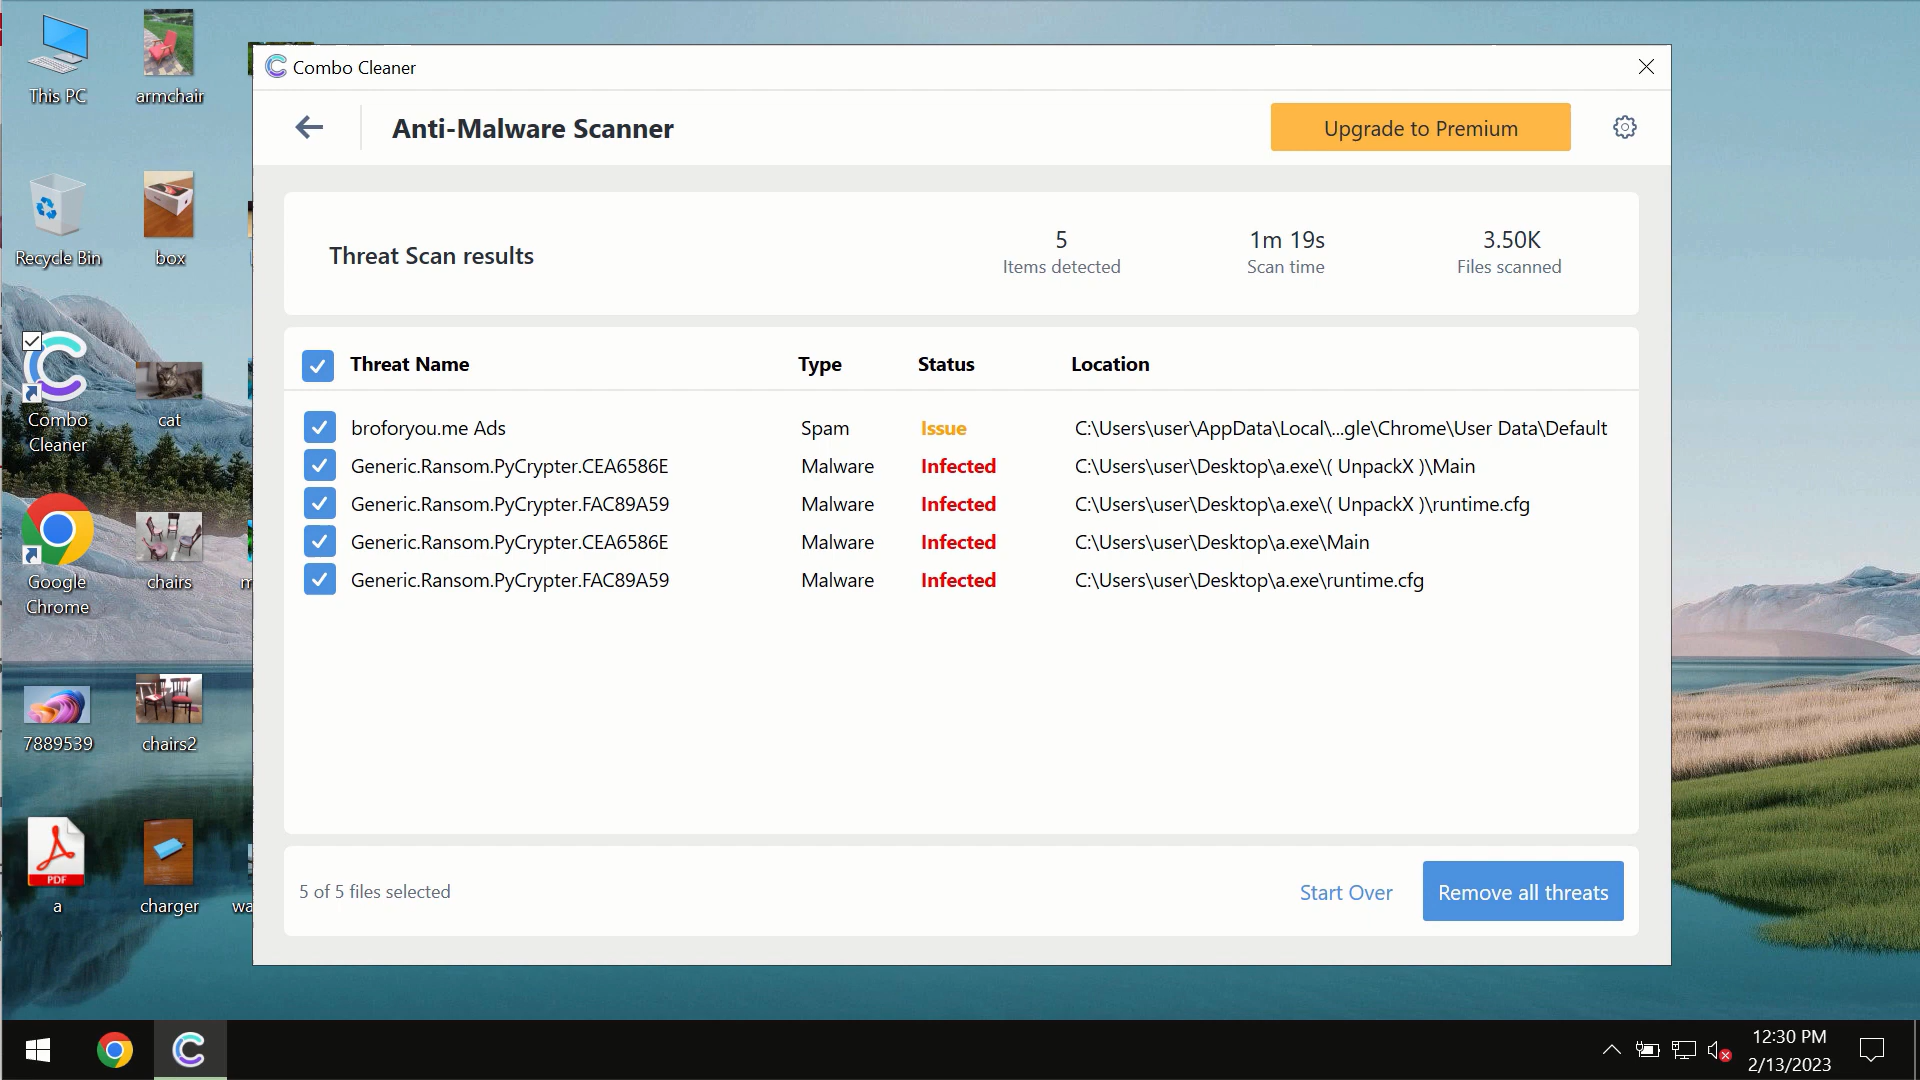 Combo Cleaner
Anti-Malware Scanner
Upgrade to Premium
Threat Scan results
5
Items detected
1m 19s
Scan time
3.50K
Files scanned
Threat Name Type Status Location
broforyou.me Ads Spam Issue C:\Users\user\AppData\Local\...gle\Chrome\User Data\Default
Generic.Ransom.PyCrypter.CEA6586E Malware Infected C:\Users\user\Desktop\a.exe\( UnpackX )\Main
Generic.Ransom.PyCrypter.FAC89A59 Malware Infected C:\Users\user\Desktop\a.exe\( UnpackX )\runtime.cfg
Generic.Ransom.PyCrypter.CEA6586E Malware Infected C:\Users\user\Desktop\a.exe\Main
Generic.Ransom.PyCrypter.FAC89A59 Malware Infected C:\Users\user\Desktop\a.exe\runtime.cfg
5 of 5 files selected
Start Over
Remove all threats
This PC
armchair
Recycle Bin
box
Combo
Cleaner
cat
Google
Chrome
chairs
7889539
chairs2
PDF
a
charger
12:30 PM
2/13/2023